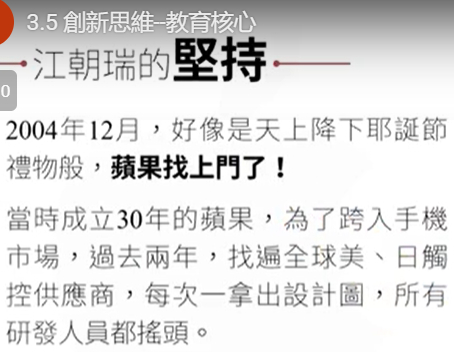 3.5 創新思維–教育核心
江朝瑞的堅持
0
2004年12月，好像是天上降下耶誕節
禮物般，蘋果找上門了！
當時成立30年的蘋果，為了跨入手機
市場，過去兩年，找遍全球美、日觸
控供應商，每次一拿出設計圖，所有
研發人員都搖頭。